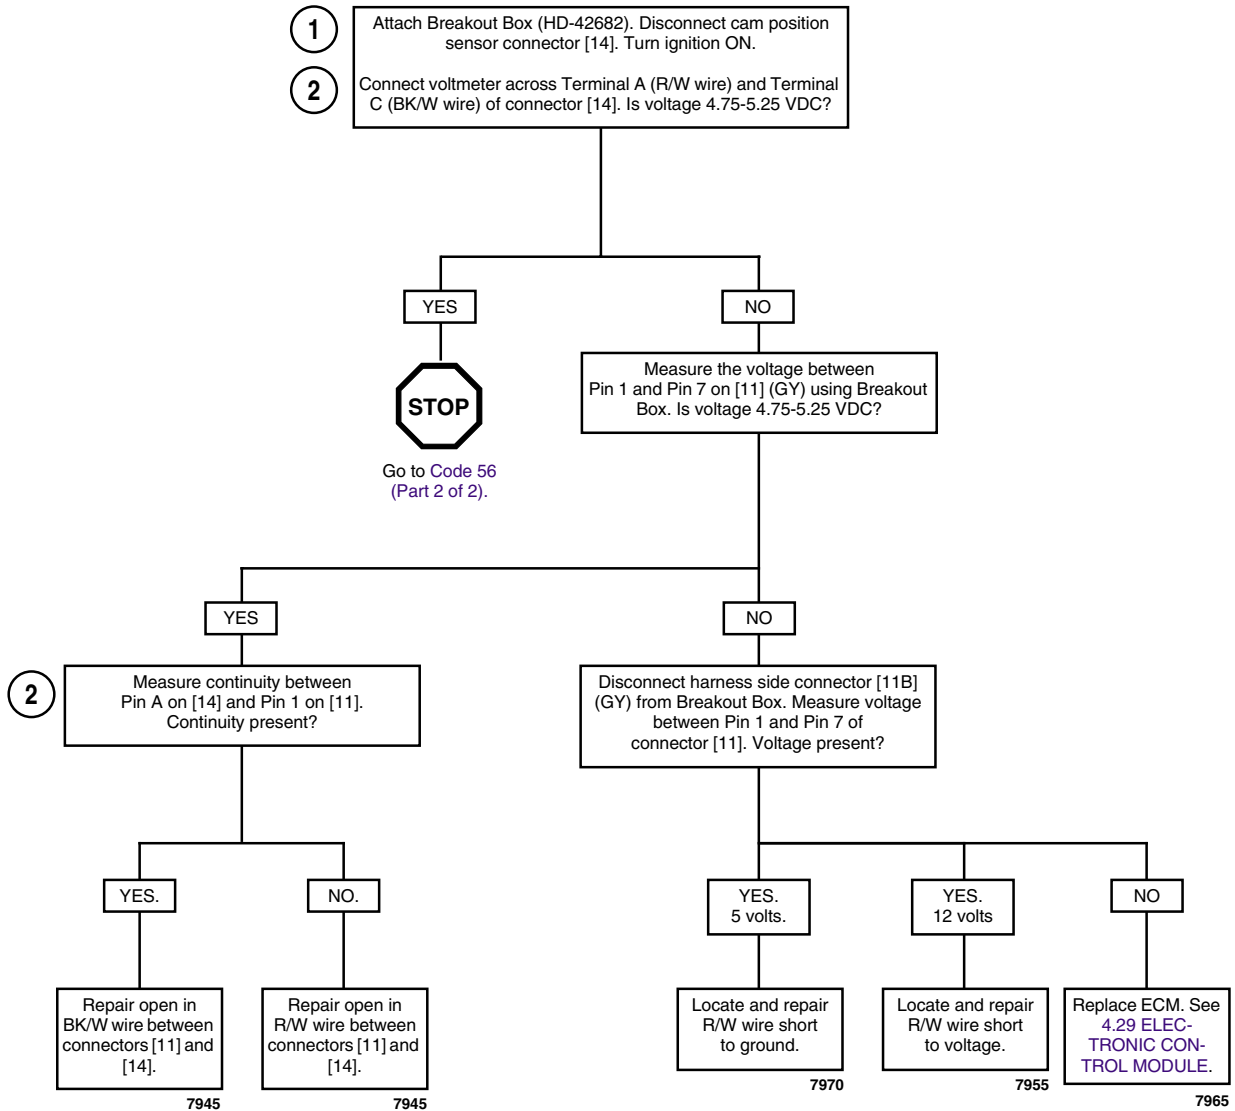 1
Attach Breakout Box (HD-42682). Disconnect cam position
sensor connector [14]. Turn ignition ON.
2
Connect voltmeter across Terminal A (R/W wire) and Terminal
C (BK/W wire) of connector [14]. Is voltage 4.75-5.25 VDC?
YES
NO
STOP
Go to Code 56
(Part 2 of 2).
Measure the voltage between
Pin 1 and Pin 7 on [11] (GY) using Breakout
Box. Is voltage 4.75-5.25 VDC?
YES
NO
2
Measure continuity between
Pin A on [14] and Pin 1 on [11].
Continuity present?
Disconnect harness side connector [11B]
(GY) from Breakout Box. Measure voltage
between Pin 1 and Pin 7 of
connector [11]. Voltage present?
YES.
NO.
YES.
5 volts.
YES.
12 volts
NO
Repair open in
BK/W wire between
connectors [11] and
[14].
7945
Repair open in
R/W wire between
connectors [11] and
[14].
7945
Locate and repair
R/W wire short
to ground.
7970
Locate and repair
R/W wire short
to voltage.
7955
Replace ECM. See
4.29 ELEC-
TRONIC CON-
TROL MODULE.
7965